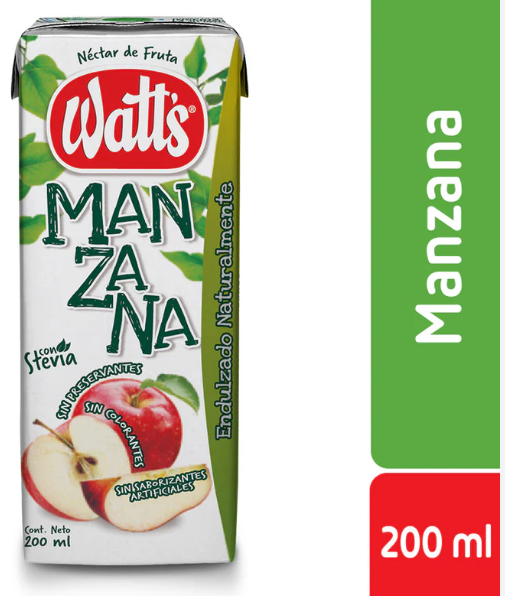 Néctar de Fruta
Watt's®
MAN
ZA
NA
con
Stevia
Endulzado Naturalmente
SIN PRESERVANTES
SIN COLORANTES
SIN SABORIZANTES
ARTIFICIALES
Cont. Neto
200 ml
Manzana
200 ml